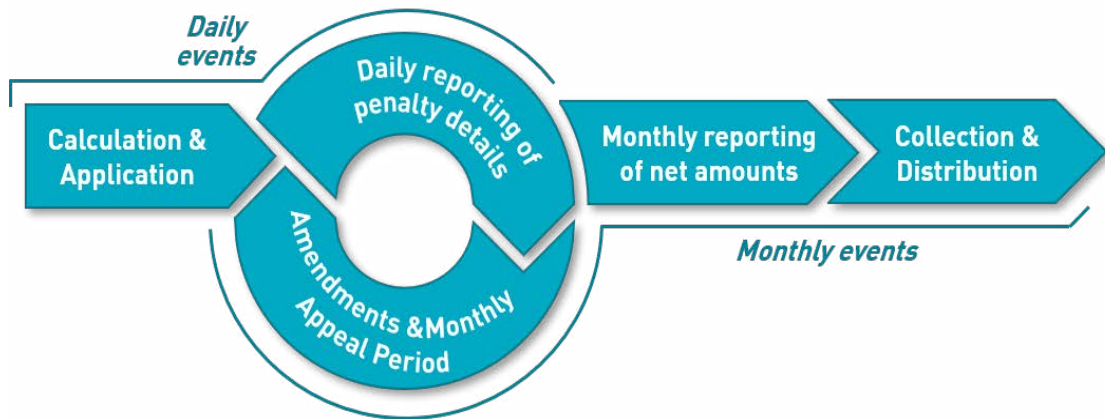 Daily
events
Calculation &
Application
Daily reporting of
penalty details
Amendments &Monthly
Appeal Period
Monthly reporting
of net amounts
Collection &
Distribution
Monthly events